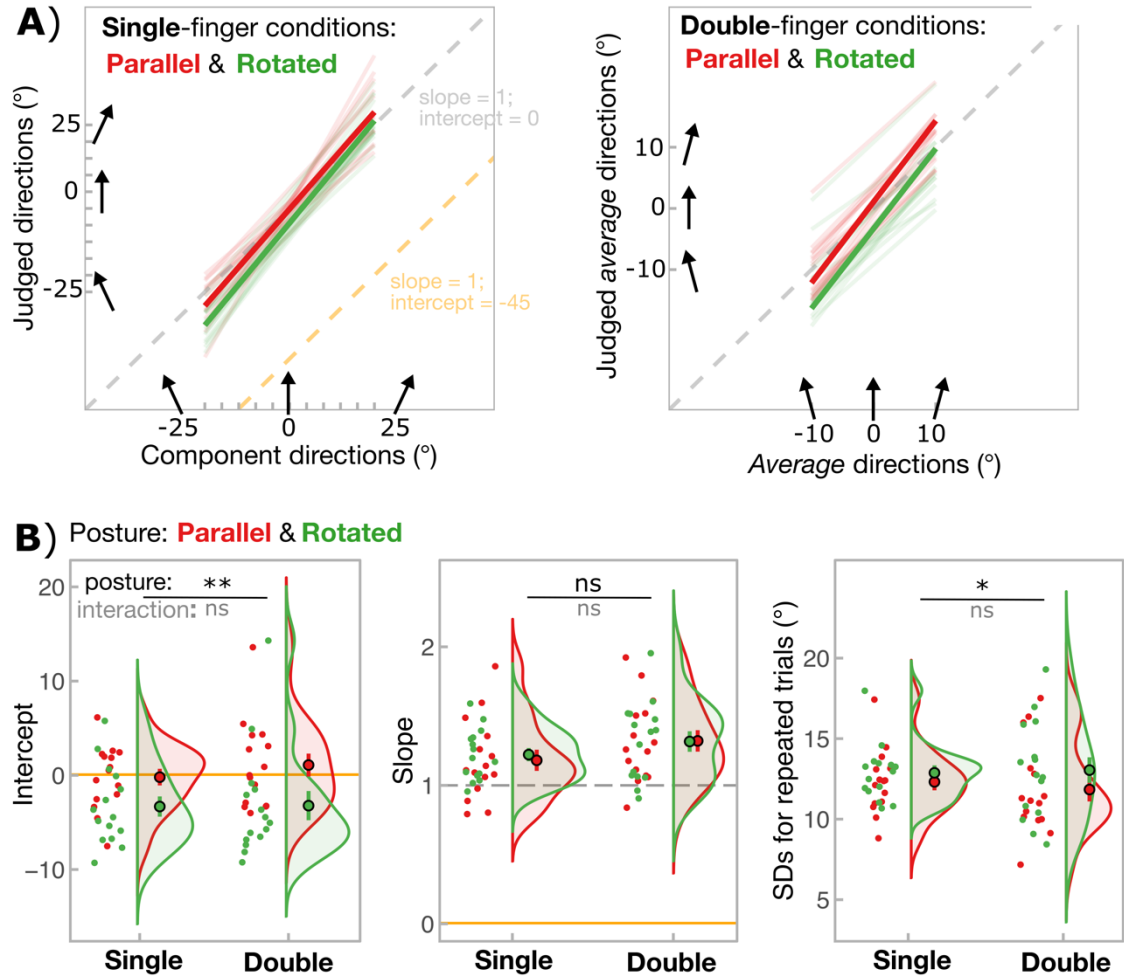 A)
Single-finger conditions:
Parallel & Rotated
slope = 1;
intercept = 0
slope = 1;
intercept = -45
Judged directions (°)
25
0
-25
-25
0
25
Component directions (°)
Double-finger conditions:
Parallel & Rotated
Judged average directions (°)
10
0
-10
-10
0
10
Average directions (°)
B) Posture: Parallel & Rotated
posture: **
interaction: ns
Intercept
20
10
0
−10
Single Double
ns
ns
Slope
2
1
0
Single Double
*
ns
SDs for repeated trials (°)
20
15
10
5
Single Double